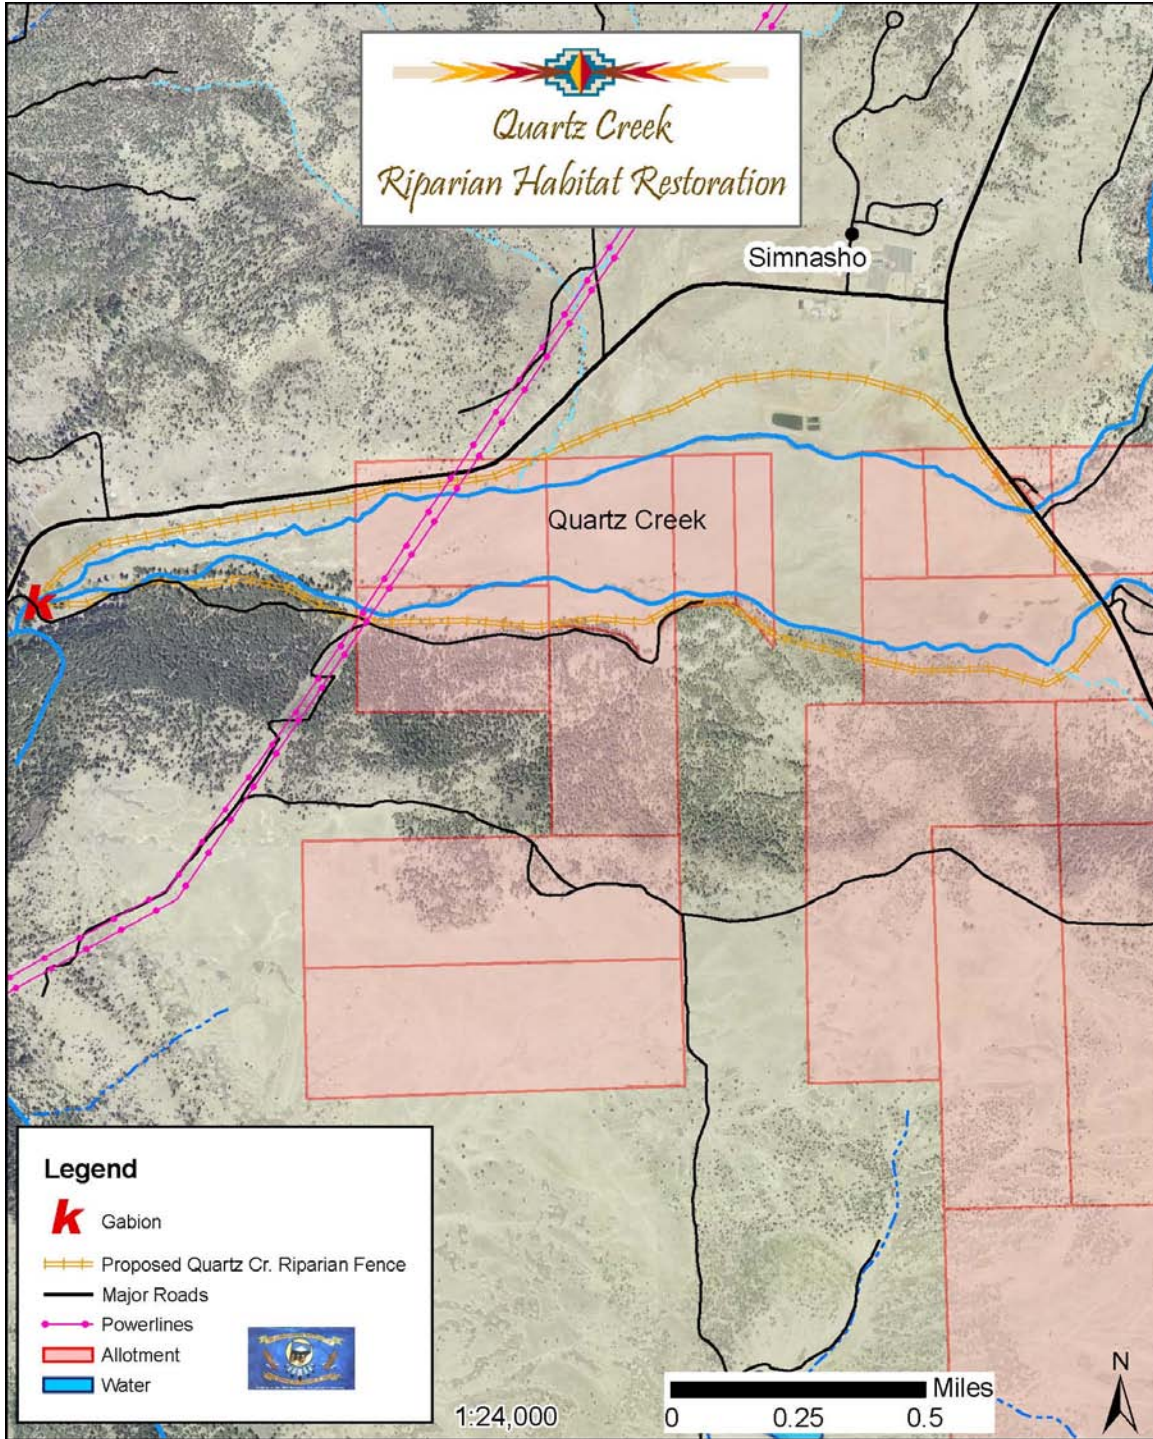 Quartz Creek
Riparian Habitat Restoration
Simnasho
Quartz Creek
k
Legend
k Gabion
Proposed Quartz Cr. Riparian Fence
Major Roads
Powerlines
Allotment
Water
1:24,000
Miles
0 0.25 0.5
N